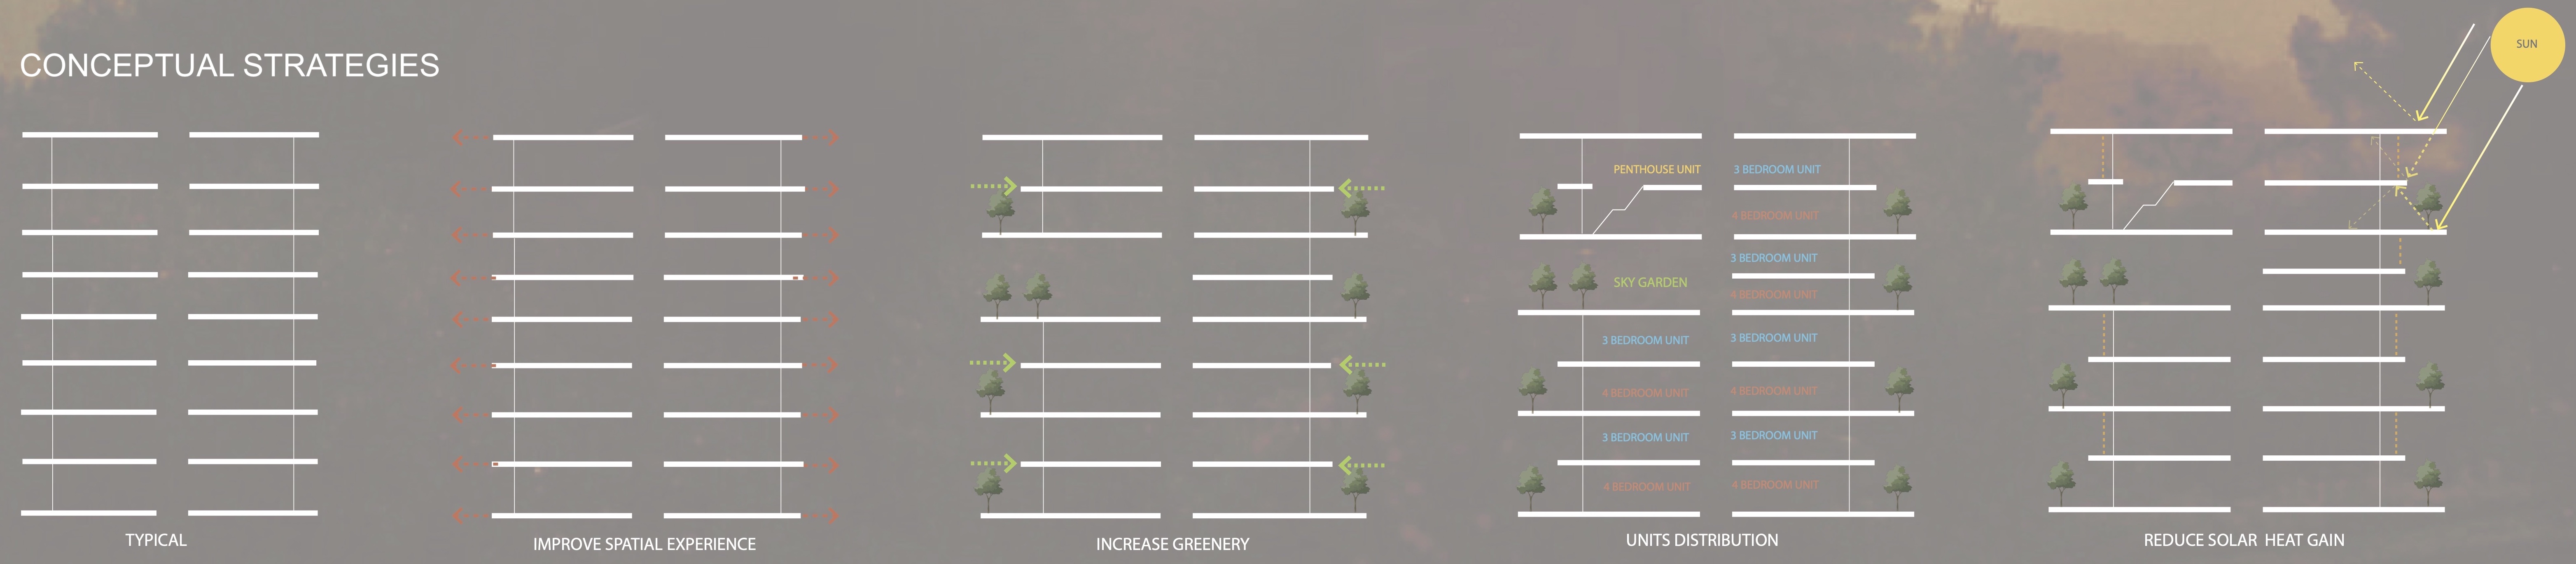 CONCEPTUAL STRATEGIES
SUN
PENTHOUSE UNIT
3 BEDROOM UNIT
4 BEDROOM UNIT
3 BEDROOM UNIT
SKY GARDEN
4 BEDROOM UNIT
3 BEDROOM UNIT
3 BEDROOM UNIT
4 BEDROOM UNIT
4 BEDROOM UNIT
3 BEDROOM UNIT
3 BEDROOM UNIT
4 BEDROOM UNIT
4 BEDROOM UNIT
TYPICAL
IMPROVE SPATIAL EXPERIENCE
INCREASE GREENERY
UNITS DISTRIBUTION
REDUCE SOLAR HEAT GAIN